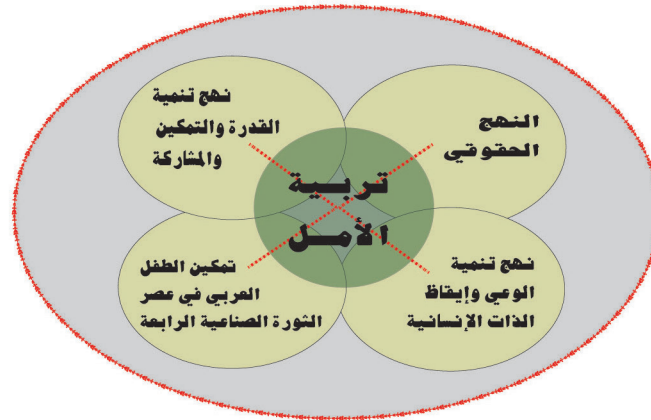 النهج
الحقوقي
نهج تنمية
القدرة والتمكين
والمشاركة
تربية
الأمل
نهج تنمية
الوعي وإيقاظ
الذات الإنسانية
تمكين الطفل
العربي في عصر
الثورة الصناعية الرابعة